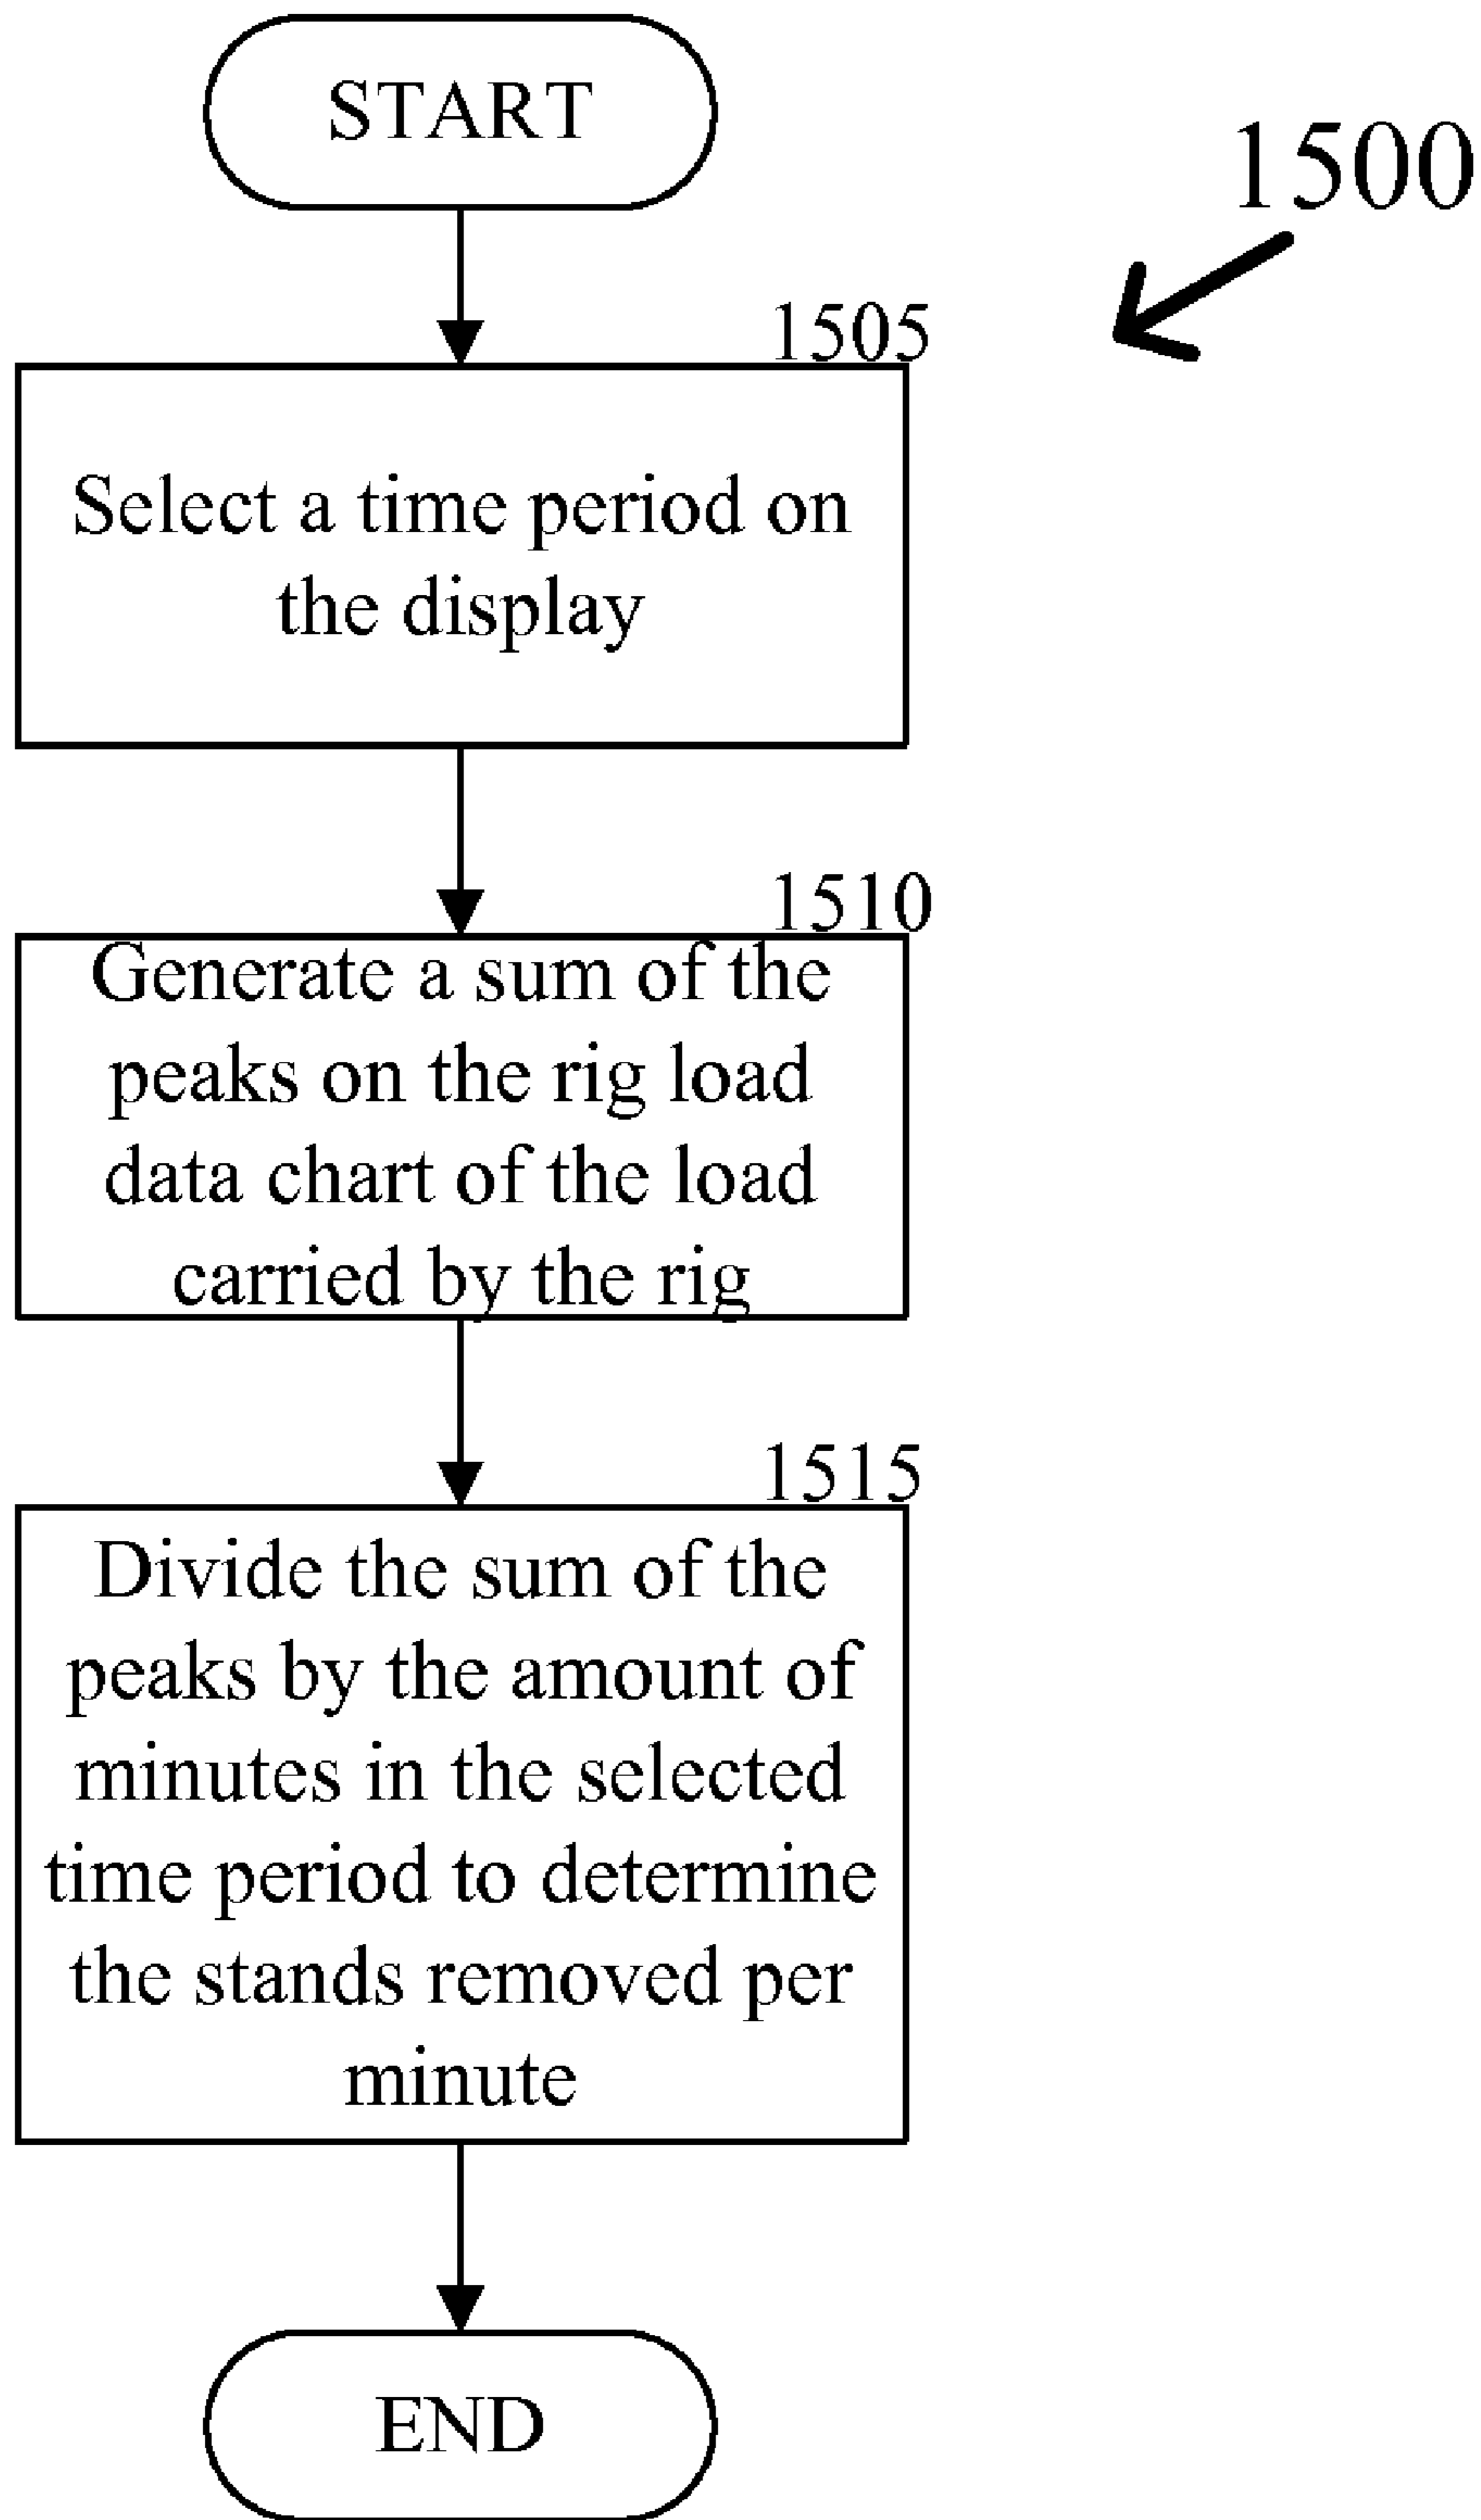 START
1500
1505
Select a time period on
the display
1510
Generate a sum of the
peaks on the rig load
data chart of the load
carried by the rig
1515
Divide the sum of the
peaks by the amount of
minutes in the selected
time period to determine
the stands removed per
minute
END